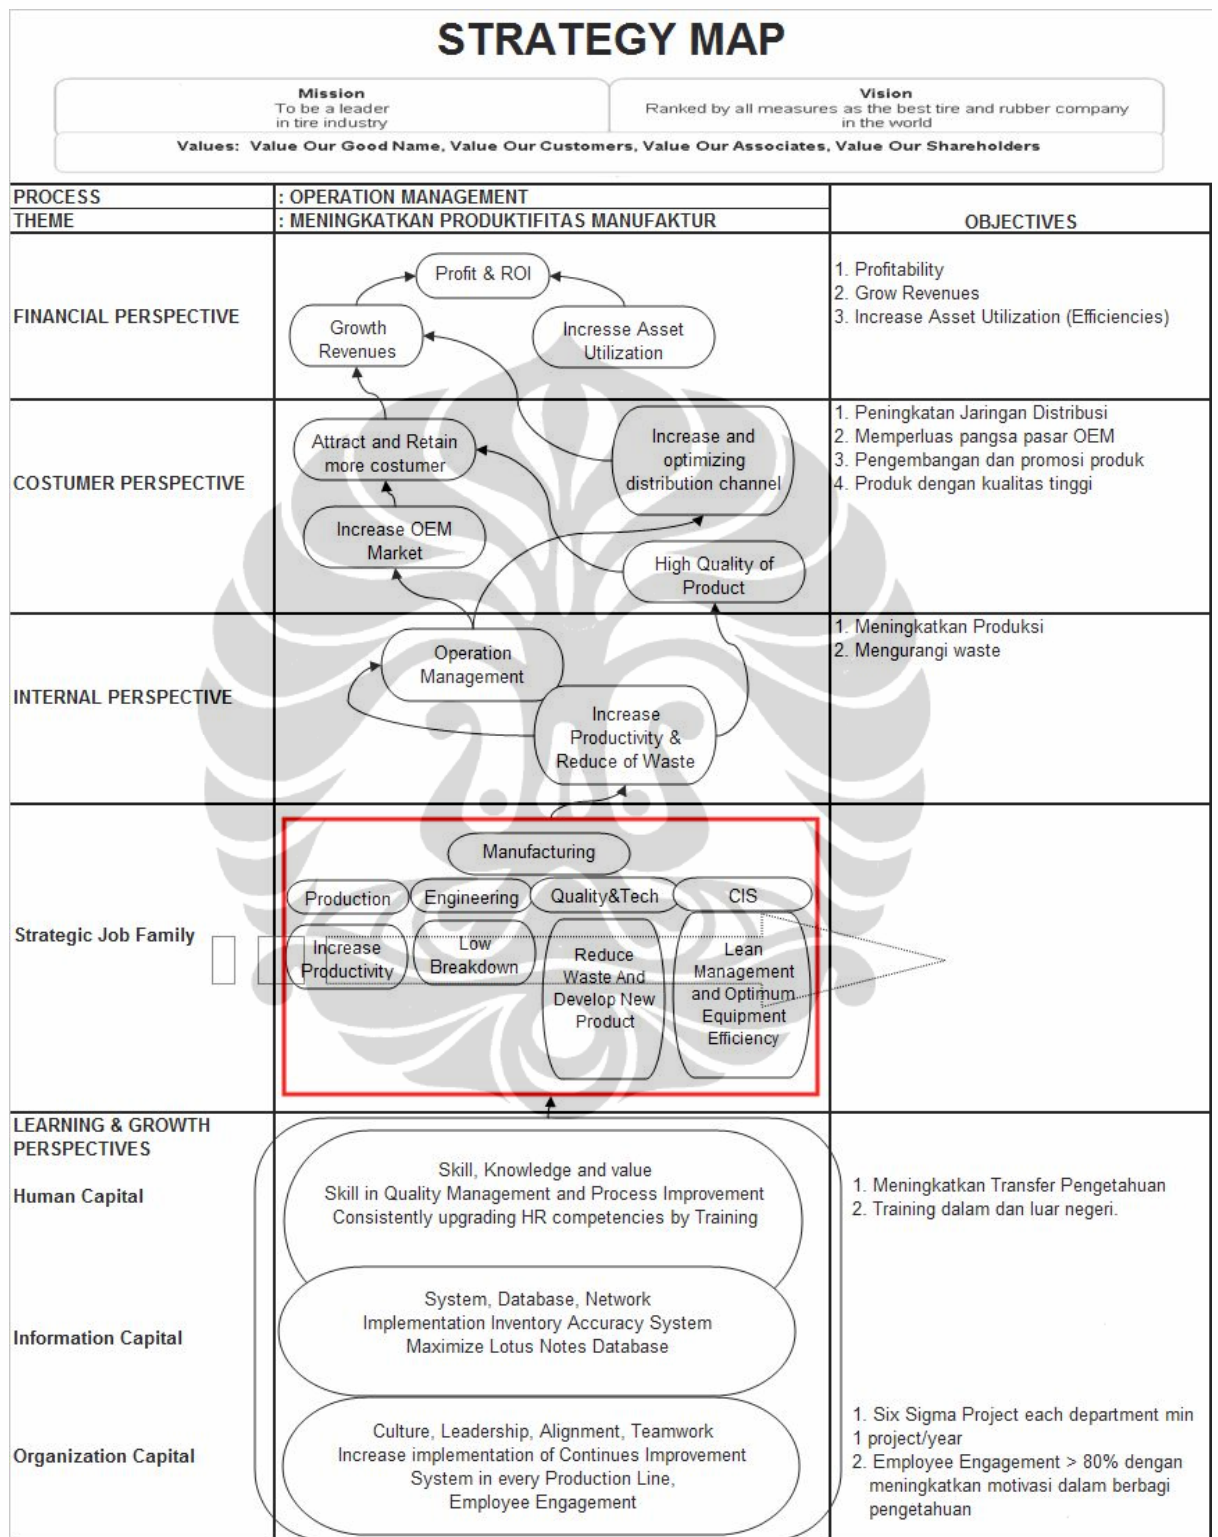 STRATEGY MAP
Mission
To be a leader
in tire industry
Vision
Ranked by all measures as the best tire and rubber company
in the world
Values: Value Our Good Name, Value Our Customers, Value Our Associates, Value Our Shareholders
PROCESS : OPERATION MANAGEMENT
THEME : MENINGKATKAN PRODUKTIFITAS MANUFAKTUR
OBJECTIVES
FINANCIAL PERSPECTIVE
Profit & ROI
Growth
Revenues
Incresse Asset
Utilization
1. Profitability
2. Grow Revenues
3. Increase Asset Utilization (Efficiencies)
COSTUMER PERSPECTIVE
Attract and Retain
more costumer
Increase and
optimizing
distribution channel
Increase OEM
Market
High Quality of
Product
1. Peningkatan Jaringan Distribusi
2. Memperluas pangsa pasar OEM
3. Pengembangan dan promosi produk
4. Produk dengan kualitas tinggi
INTERNAL PERSPECTIVE
Operation
Management
Increase
Productivity &
Reduce of Waste
1. Meningkatkan Produksi
2. Mengurangi waste
Strategic Job Family
Manufacturing
Production
Engineering
Quality&Tech
CIS
Increase
Productivity
Low
Breakdown
Reduce
Waste And
Develop New
Product
Lean
Management
and Optimum
Equipment
Efficiency
LEARNING & GROWTH
PERSPECTIVES
Human Capital
Skill, Knowledge and value
Skill in Quality Management and Process Improvement
Consistently upgrading HR competencies by Training
1. Meningkatkan Transfer Pengetahuan
2. Training dalam dan luar negeri.
Information Capital
System, Database, Network
Implementation Inventory Accuracy System
Maximize Lotus Notes Database
Organization Capital
Culture, Leadership, Alignment, Teamwork
Increase implementation of Continues Improvement
System in every Production Line,
Employee Engagement
1. Six Sigma Project each department min
1 project/year
2. Employee Engagement > 80% dengan
meningkatkan motivasi dalam berbagi
pengetahuan